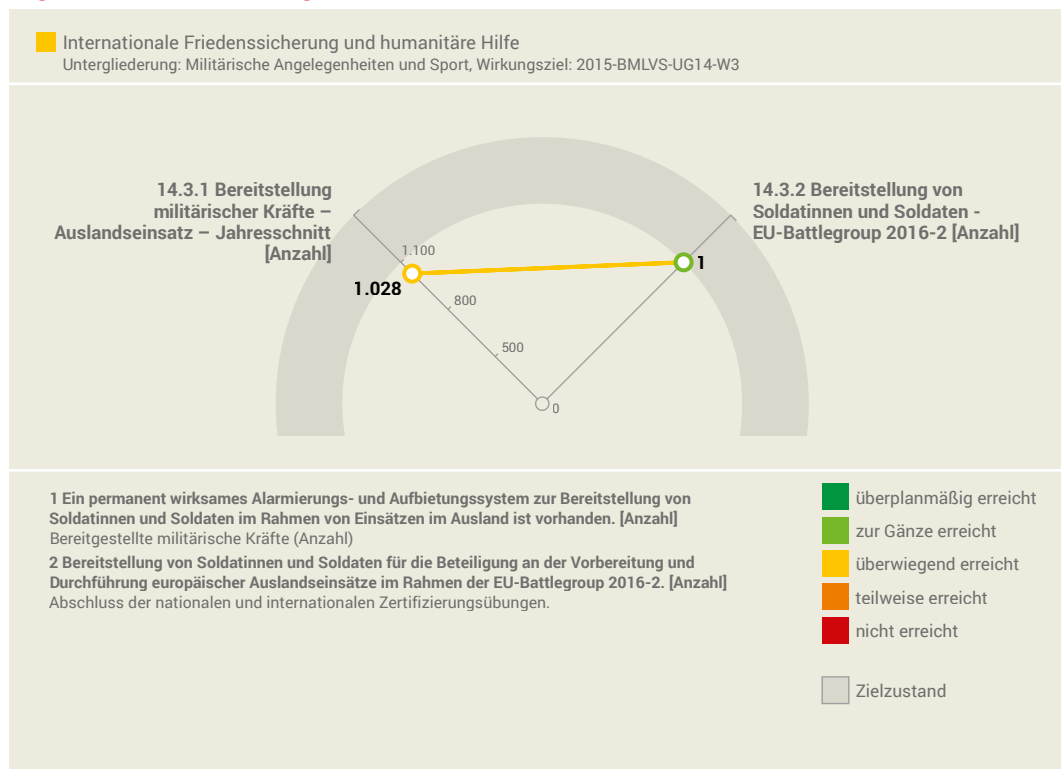 Internationale Friedenssicherung und humanitäre Hilfe
Untergliederung: Militärische Angelegenheiten und Sport, Wirkungsziel: 2015-BMLVS-UG14-W3
14.3.1 Bereitstellung
militärischer Kräfte –
Auslandseinsatz – Jahresschnitt
[Anzahl]
14.3.2 Bereitstellung von
Soldatinnen und Soldaten -
EU-Battlegroup 2016-2 [Anzahl]
1.100
1.028
1
800
500
0
1 Ein permanent wirksames Alarmierungs- und Aufbietungssystem zur Bereitstellung von
Soldatinnen und Soldaten im Rahmen von Einsätzen im Ausland ist vorhanden. [Anzahl]
Bereitgestellte militärische Kräfte (Anzahl)
2 Bereitstellung von Soldatinnen und Soldaten für die Beteiligung an der Vorbereitung und
Durchführung europäischer Auslandseinsätze im Rahmen der EU-Battlegroup 2016-2. [Anzahl]
Abschluss der nationalen und internationalen Zertifizierungsübungen.
überplanmäßig erreicht
zur Gänze erreicht
überwiegend erreicht
teilweise erreicht
nicht erreicht
Zielzustand